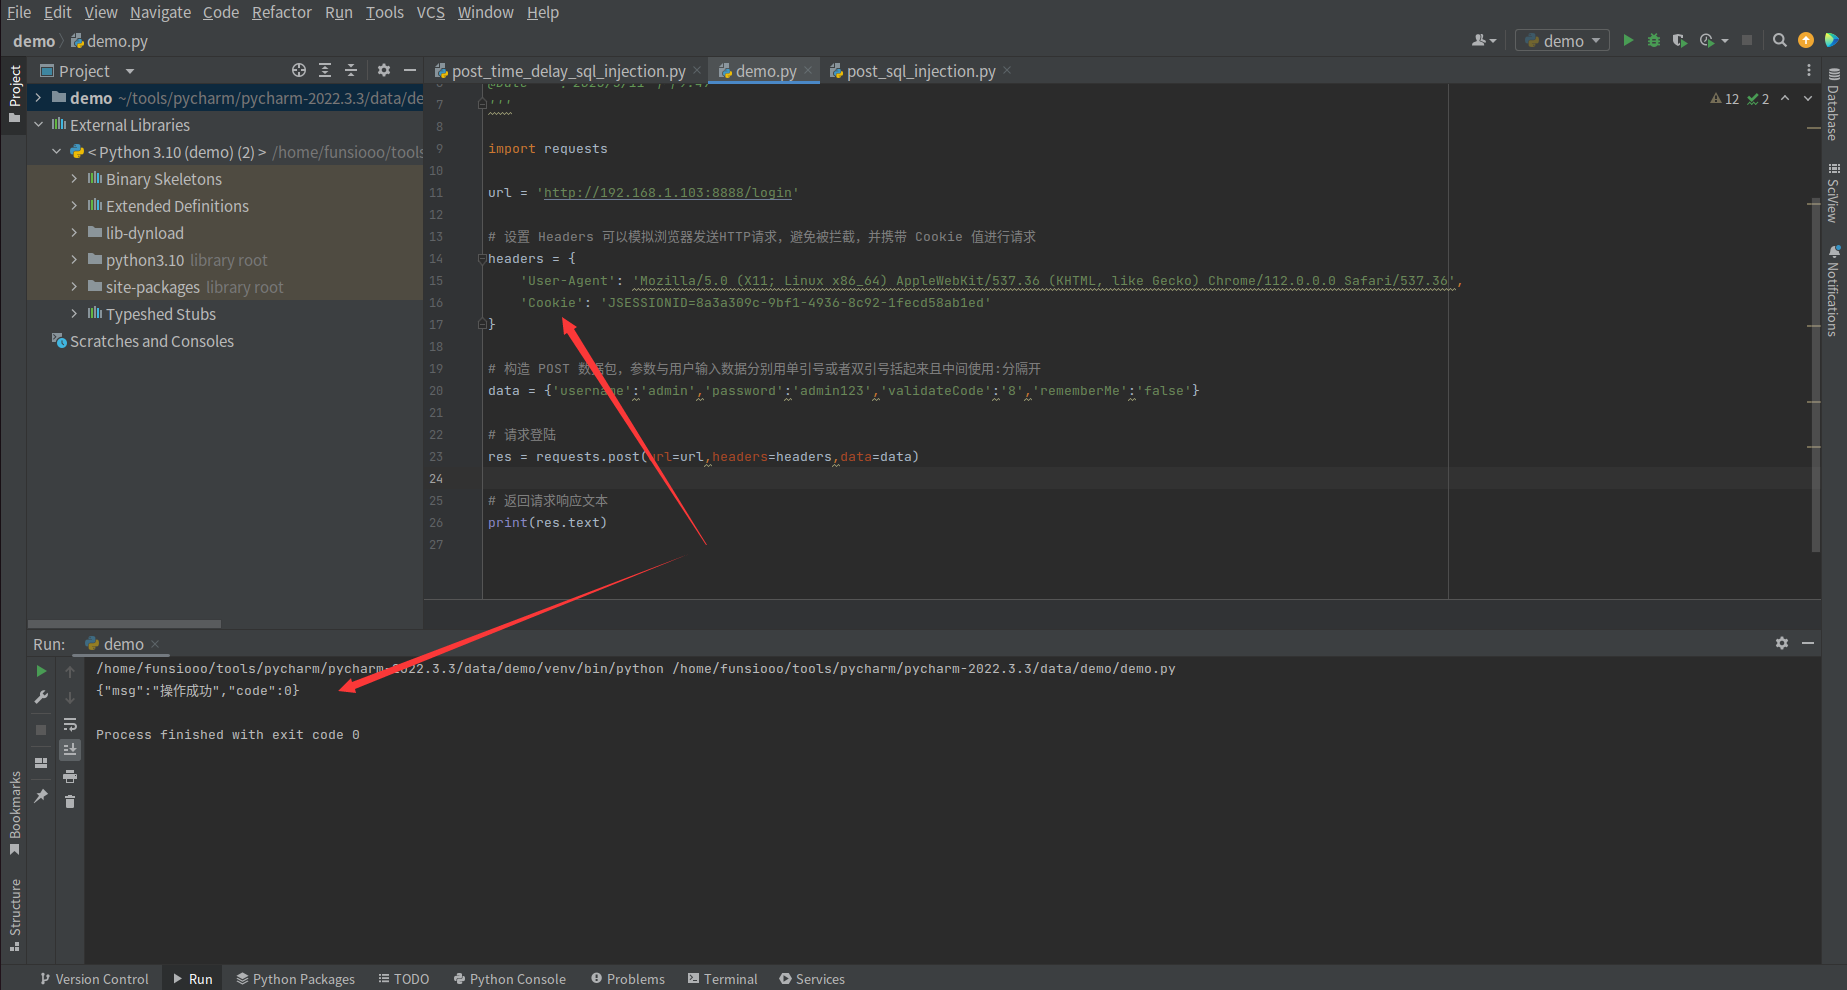 File Edit View Navigate Code Refactor Run Tools VCS Window Help
demo demo.py
demo
Project
post_time_delay_sql_injection.py
demo.py
post_sql_injection.py
Project
demo ~/tools/pycharm/pycharm-2022.3.3/data/de
External Libraries
< Python 3.10 (demo) (2) > /home/funsiooo/tools
Binary Skeletons
Extended Definitions
lib-dynload
python3.10 library root
site-packages library root
Typeshed Stubs
Scratches and Consoles
12 2
7 '''
8
9 import requests
10
11 url = 'http://192.168.1.103:8888/login'
12
13 # 设置 Headers 可以模拟浏览器发送HTTP请求，避免被拦截，并携带 Cookie 值进行请求
14 headers = {
15 'User-Agent': 'Mozilla/5.0 (X11; Linux x86_64) AppleWebKit/537.36 (KHTML, like Gecko) Chrome/112.0.0.0 Safari/537.36',
16 'Cookie': 'JSESSIONID=8a3a309c-9bf1-4936-8c92-1fecd58ab1ed'
17 }
18
19 # 构造 POST 数据包，参数与用户输入数据分别用单引号或者双引号括起来且中间使用:分隔开
20 data = {'username':'admin','password':'admin123','validateCode':'8','rememberMe':'false'}
21
22 # 请求登陆
23 res = requests.post(url=url,headers=headers,data=data)
24
25 # 返回请求响应文本
26 print(res.text)
27
Database
SciView
Notifications
Run: demo
/home/funsiooo/tools/pycharm/pycharm-2022.3.3/data/demo/venv/bin/python /home/funsiooo/tools/pycharm/pycharm-2022.3.3/data/demo/demo.py
{"msg":"操作成功","code":0}
Process finished with exit code 0
Bookmarks
Structure
Version Control Run Python Packages TODO Python Console Problems Terminal Services